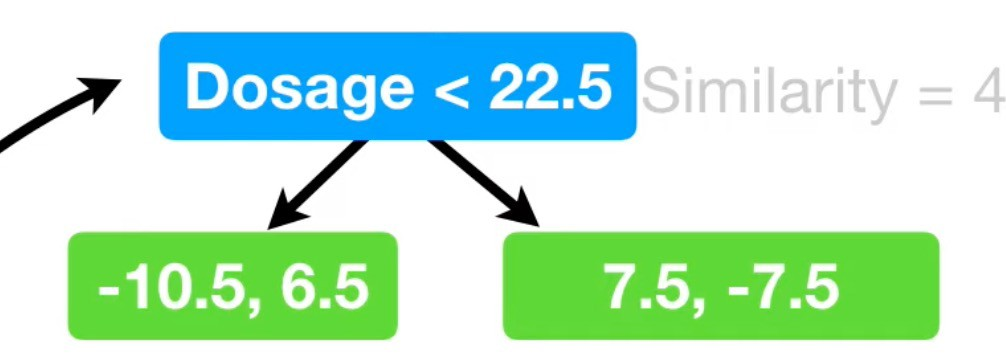 Dosage < 22.5 Similarity = 4
-10.5, 6.5 7.5, -7.5